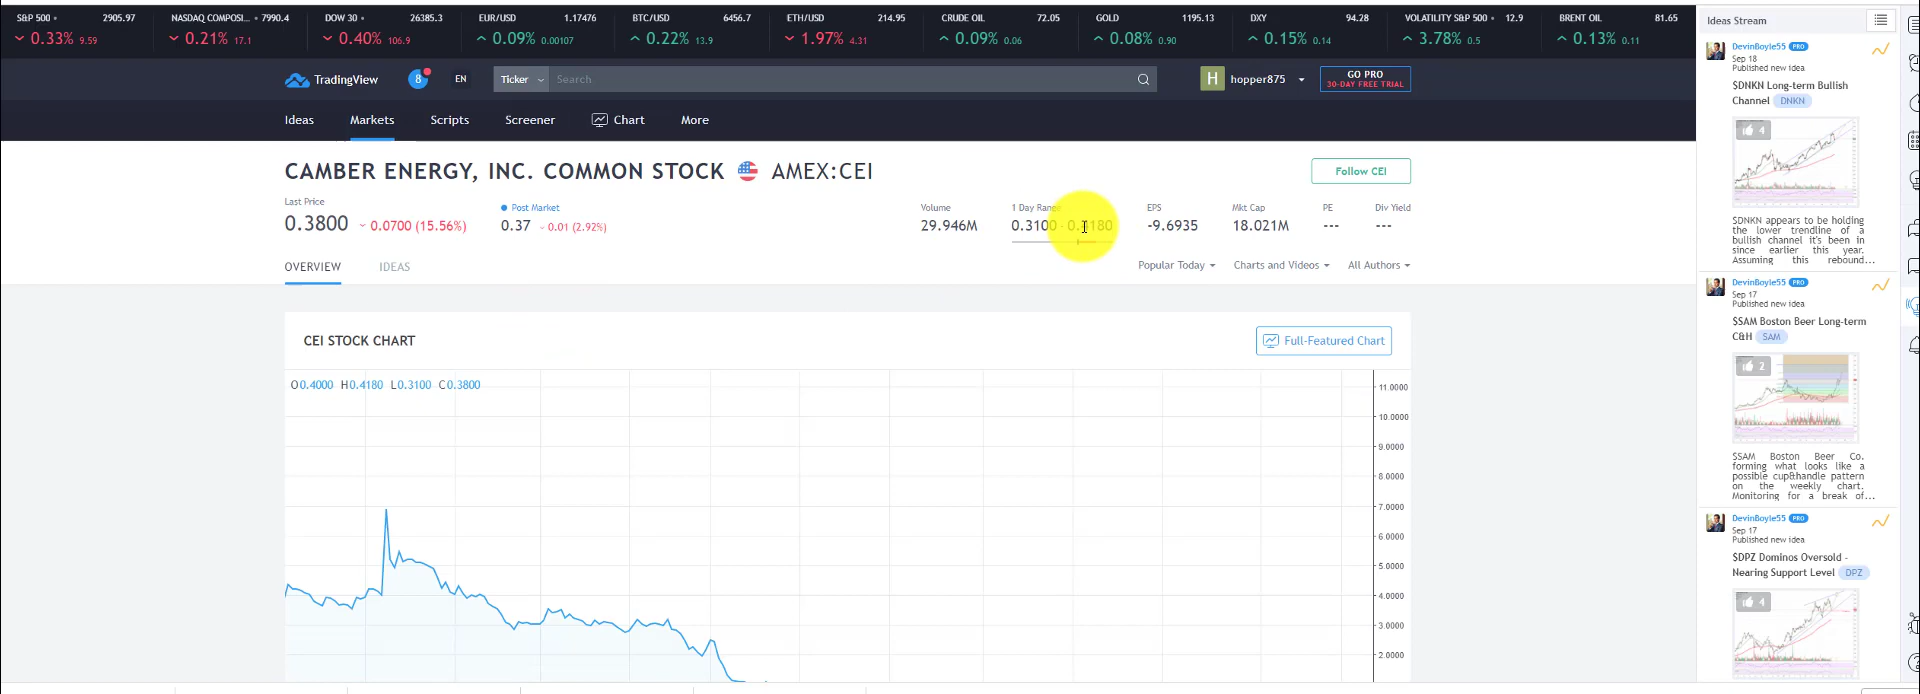 S&P 500 2905.97
0.33% 9.59
NASDAQ COMPOSI... 7990.4
0.21% 17.1
DOW 30 26385.3
0.40% 106.9
EUR/USD 1.17476
0.09% 0.00107
BTC/USD 6456.7
0.22% 13.9
ETH/USD 214.95
1.97% 4.31
CRUDE OIL 72.05
0.09% 0.06
GOLD 1195.13
0.08% 0.90
DXY 94.28
0.15% 0.14
VOLATILITY S&P 500 12.9
3.78% 0.5
BRENT OIL 81.65
0.13% 0.11
TradingView 8 EN Ticker Search H hopper875
GO PRO
30-DAY FREE TRIAL
Ideas Markets Scripts Screener Chart More
CAMBER ENERGY, INC. COMMON STOCK AMEX:CEI
Follow CEI
Last Price
0.3800 0.0700 (15.56%)
Post Market
0.37 0.01 (2.92%)
Volume
29.946M
1 Day Range
0.3100 - 0.4180
EPS
-9.6935
Mkt Cap
18.021M
PE
---
Div Yield
---
OVERVIEW IDEAS
Popular Today Charts and Videos All Authors
CEI STOCK CHART
Full-Featured Chart
O0.4000 H0.4180 L0.3100 C0.3800
11.0000
10.0000
9.0000
8.0000
7.0000
6.0000
5.0000
4.0000
3.0000
2.0000
Ideas Stream
DevinBoyle55 PRO
Sep 18
Published new idea
$DNKN Long-term Bullish
Channel DNKN
4
$DNKN appears to be holding
the lower trendline of a
bullish channel it's been in
since earlier this year.
Assuming this rebound...
DevinBoyle55 PRO
Sep 17
Published new idea
$SAM Boston Beer Long-term
C&H SAM
2
$SAM Boston Beer Co.
forming what looks like a
possible cup&handle pattern
on the weekly chart.
Monitoring for a break of...
DevinBoyle55 PRO
Sep 17
Published new idea
$DPZ Dominos Oversold -
Nearing Support Level DPZ
4